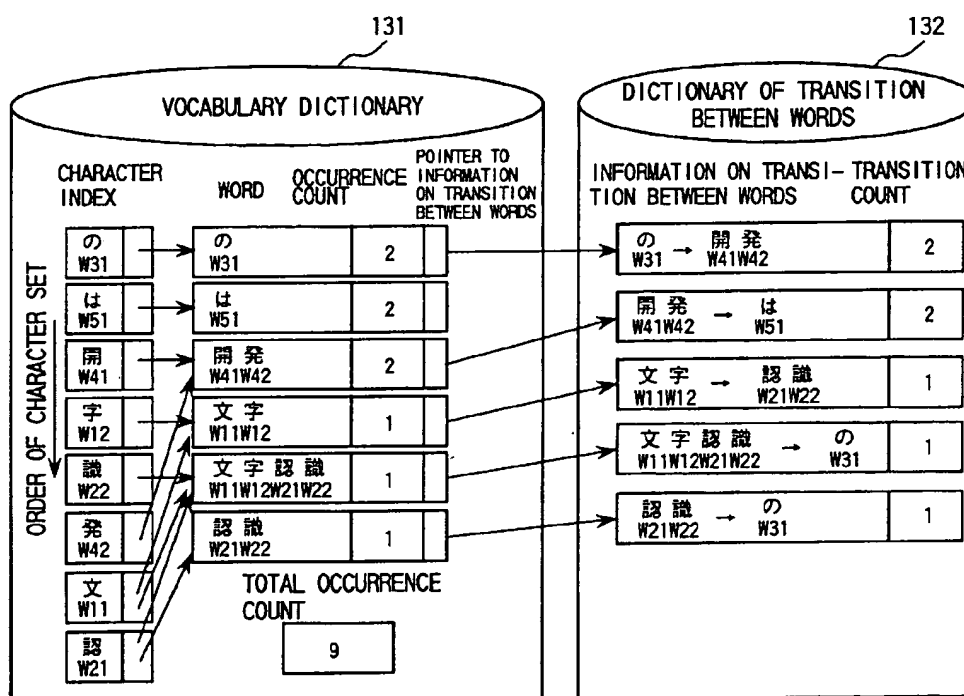 131
132
VOCABULARY DICTIONARY
DICTIONARY OF TRANSITION
BETWEEN WORDS
CHARACTER
INDEX
WORD
OCCURRENCE
COUNT
POINTER TO
INFORMATION
ON TRANSITION
BETWEEN WORDS
INFORMATION ON TRANSI-
TION BETWEEN WORDS
TRANSITION
COUNT
ORDER OF CHARACTER SET
の
W31
は
W51
開
W41
字
W12
識
W22
発
W42
文
W11
認
W21
の 2
W31
は 2
W51
開発 2
W41W42
文字 1
W11W12
文字認識 1
W11W12W21W22
認識 1
W21W22
TOTAL OCCURRENCE
COUNT
9
の → 開発 2
W31 W41W42
開発 → は 2
W41W42 W51
文字 → 認識 1
W11W12 W21W22
文字認識 → の 1
W11W12W21W22 W31
認識 → の 1
W21W22 W31